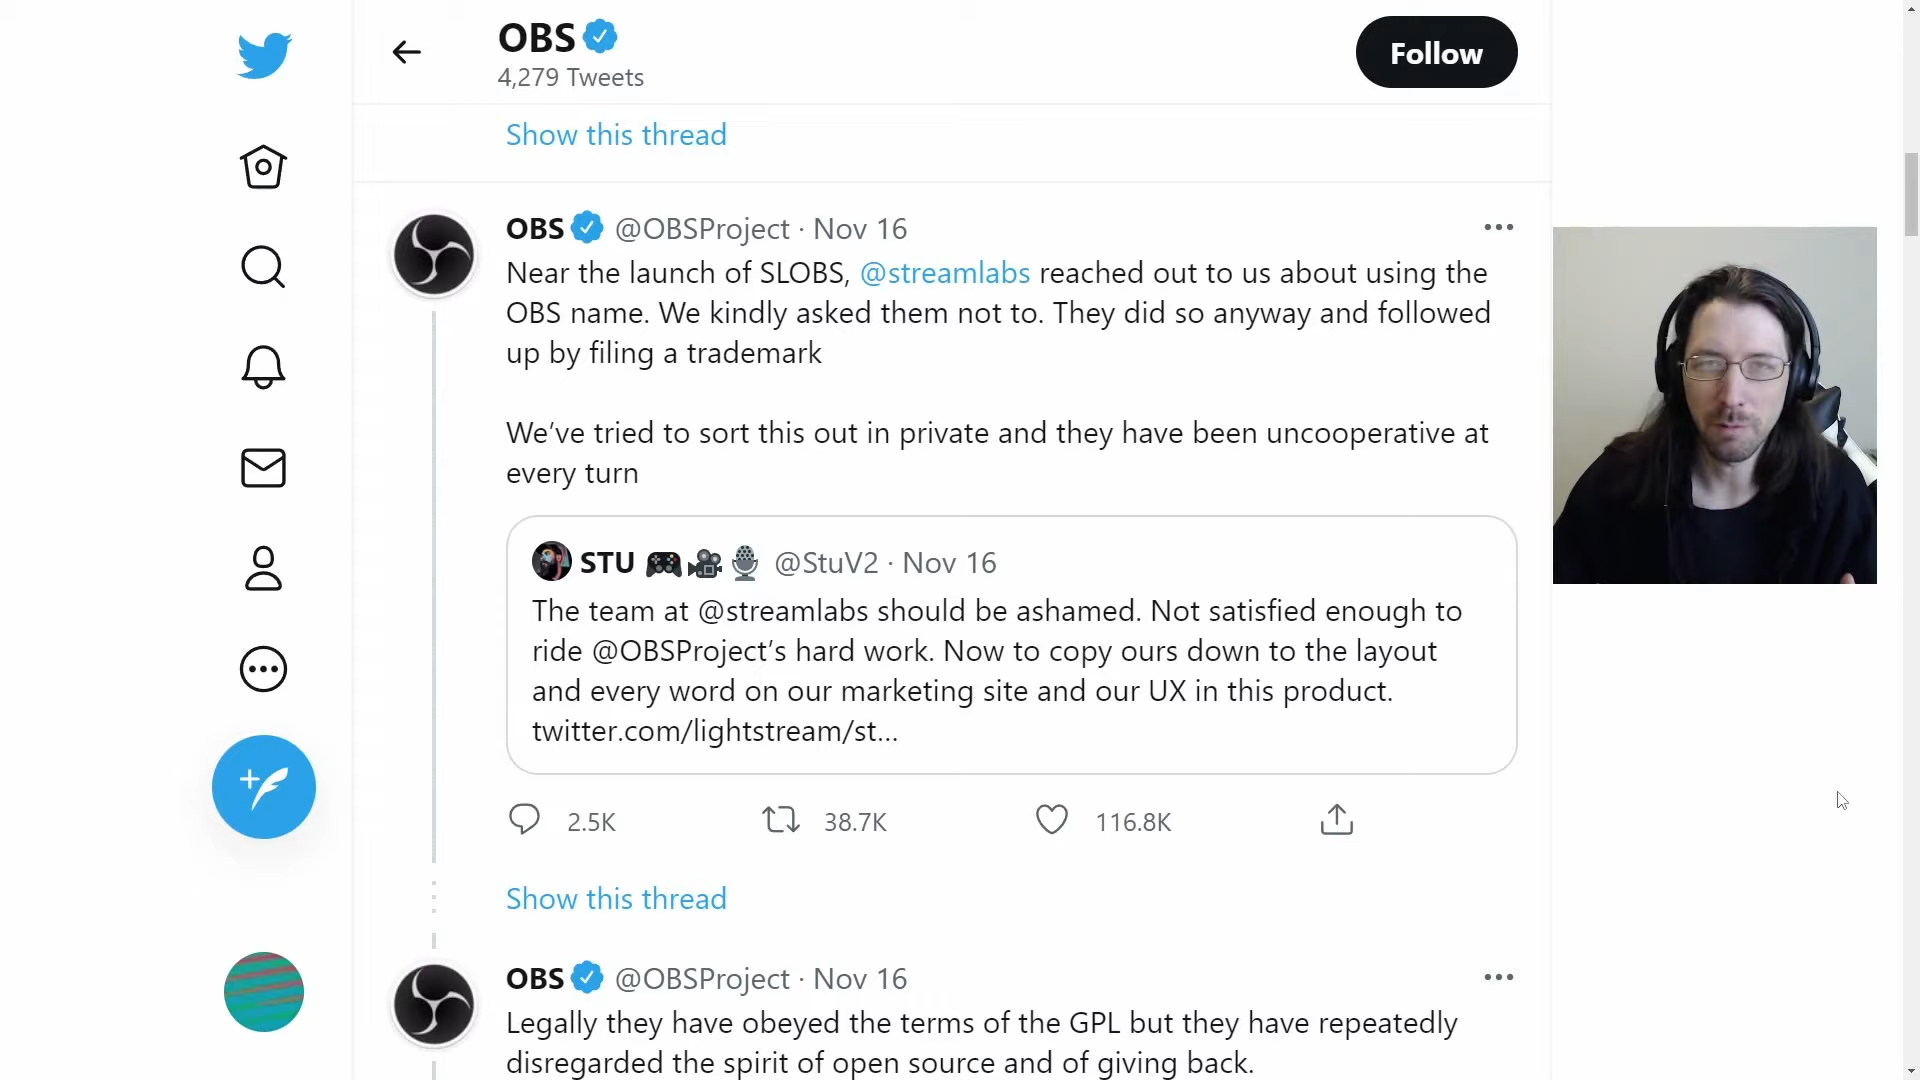 OBS
4,279 Tweets
Follow
Show this thread
OBS @OBSProject · Nov 16
Near the launch of SLOBS, @streamlabs reached out to us about using the
OBS name. We kindly asked them not to. They did so anyway and followed
up by filing a trademark
We’ve tried to sort this out in private and they have been uncooperative at
every turn
STU 🎮🎥🎙 @StuV2 · Nov 16
The team at @streamlabs should be ashamed. Not satisfied enough to
ride @OBSProject’s hard work. Now to copy ours down to the layout
and every word on our marketing site and our UX in this product.
twitter.com/lightstream/st...
2.5K 38.7K 116.8K
Show this thread
OBS @OBSProject · Nov 16
Legally they have obeyed the terms of the GPL but they have repeatedly
disregarded the spirit of open source and of giving back.